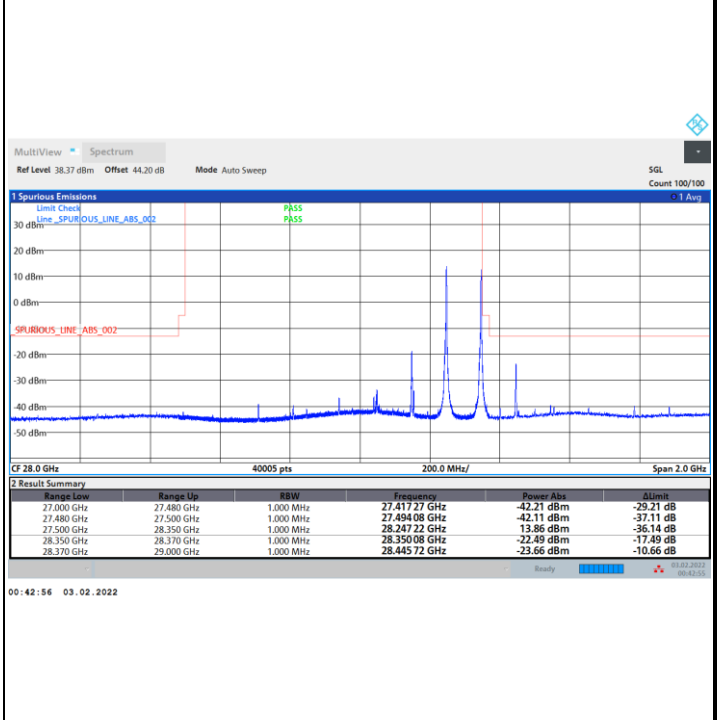 MultiView Spectrum
Ref Level 38.37 dBm Offset 44.20 dB Mode Auto Sweep SGL
Count 100/100
1 Spurious Emissions 1 Avg
Limit Check PASS
Line _SPURIOUS_LINE_ABS_002 PASS
30 dBm
20 dBm
10 dBm
0 dBm
_SPURIOUS_LINE_ABS_002
-20 dBm
-30 dBm
-40 dBm
-50 dBm
CF 28.0 GHz 40005 pts 200.0 MHz/ Span 2.0 GHz
2 Result Summary
Range Low Range Up RBW Frequency Power Abs ΔLimit
27.000 GHz 27.480 GHz 1.000 MHz 27.417 27 GHz -42.21 dBm -29.21 dB
27.480 GHz 27.500 GHz 1.000 MHz 27.494 08 GHz -42.11 dBm -37.11 dB
27.500 GHz 28.350 GHz 1.000 MHz 28.247 22 GHz 13.86 dBm -36.14 dB
28.350 GHz 28.370 GHz 1.000 MHz 28.350 08 GHz -22.49 dBm -17.49 dB
28.370 GHz 29.000 GHz 1.000 MHz 28.445 72 GHz -23.66 dBm -10.66 dB
Ready 03.02.2022
00:42:55
00:42:56 03.02.2022